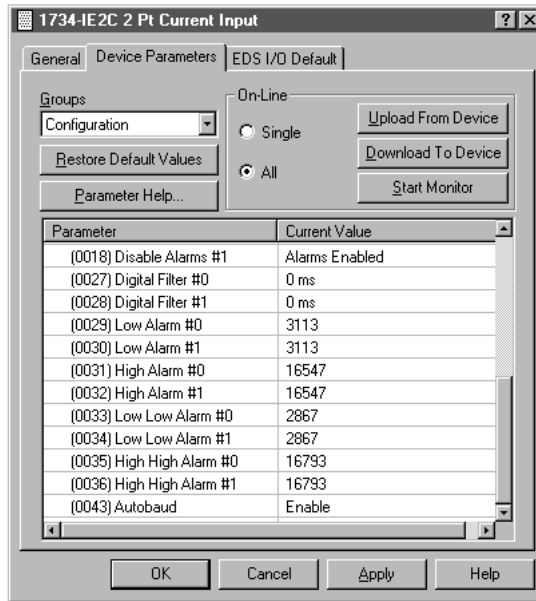 1734-IE2C 2 Pt Current Input
General Device Parameters EDS I/O Default
Groups
Configuration
Restore Default Values
Parameter Help...
On-Line
Single
All
Upload From Device
Download To Device
Start Monitor
Parameter Current Value
(0018) Disable Alarms #1 Alarms Enabled
(0027) Digital Filter #0 0 ms
(0028) Digital Filter #1 0 ms
(0029) Low Alarm #0 3113
(0030) Low Alarm #1 3113
(0031) High Alarm #0 16547
(0032) High Alarm #1 16547
(0033) Low Low Alarm #0 2867
(0034) Low Low Alarm #1 2867
(0035) High High Alarm #0 16793
(0036) High High Alarm #1 16793
(0043) Autobaud Enable
OK Cancel Apply Help